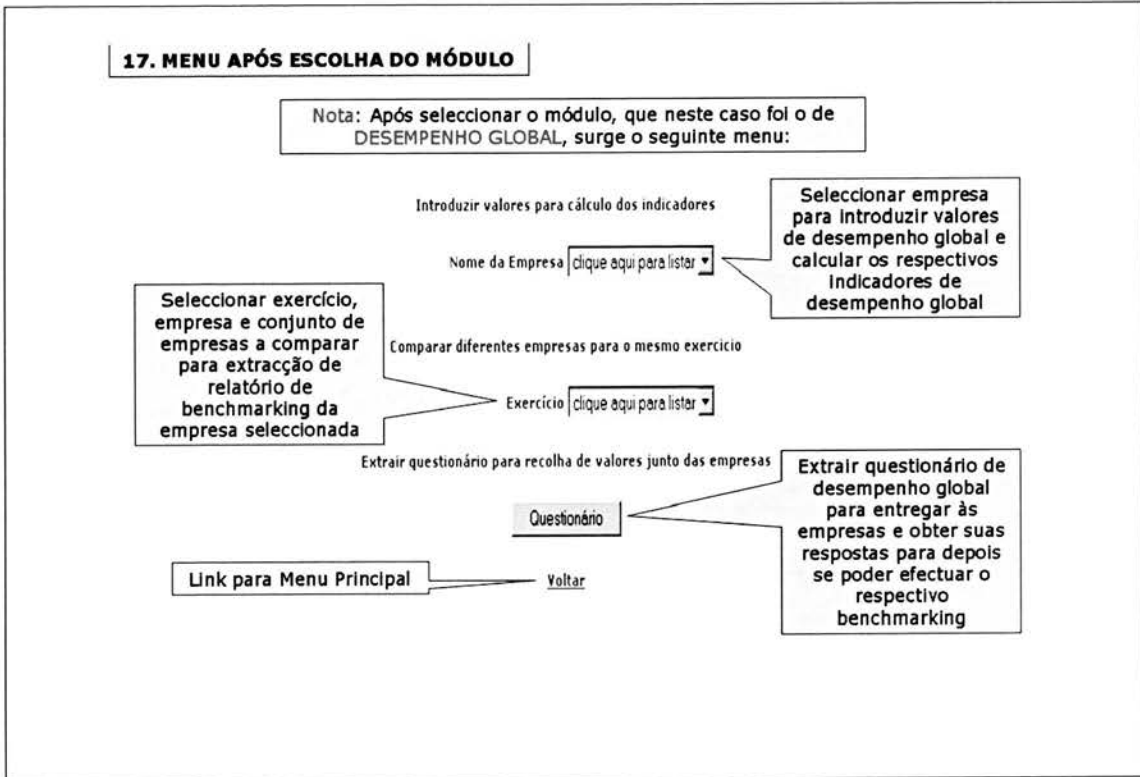 17. MENU APÓS ESCOLHA DO MÓDULO
Nota: Após seleccionar o módulo, que neste caso foi o de
DESEMPENHO GLOBAL, surge o seguinte menu:
Introduzir valores para cálculo dos indicadores
Nome da Empresa clique aqui para listar
Seleccionar empresa
para introduzir valores
de desempenho global e
calcular os respectivos
indicadores de
desempenho global
Seleccionar exercício,
empresa e conjunto de
empresas a comparar
para extracção de
relatório de
benchmarking da
empresa seleccionada
Comparar diferentes empresas para o mesmo exercício
Exercício clique aqui para listar
Extrair questionário para recolha de valores junto das empresas
Questionário
Extrair questionário de
desempenho global
para entregar às
empresas e obter suas
respostas para depois
se poder efectuar o
respectivo
benchmarking
Link para Menu Principal
Voltar